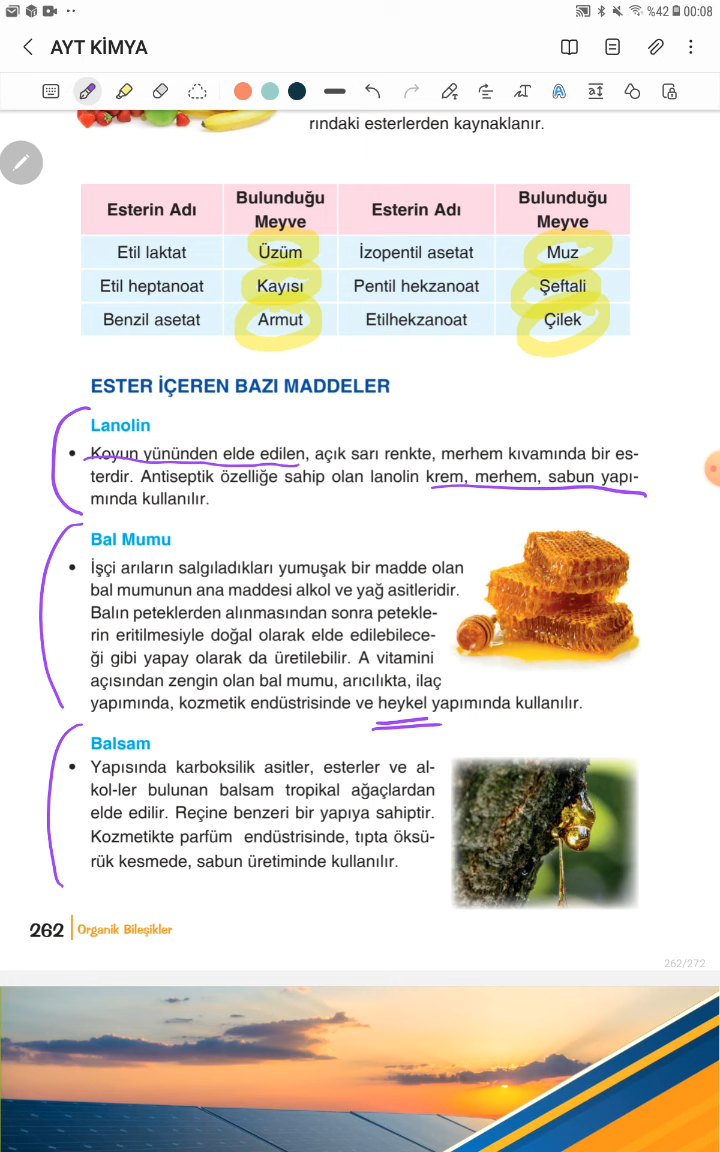 %42 00:08
AYT KİMYA
rındaki esterlerden kaynaklanır.
Esterin Adı Bulunduğu Meyve Esterin Adı Bulunduğu Meyve
Etil laktat Üzüm İzopentil asetat Muz
Etil heptanoat Kayısı Pentil hekzanoat Şeftali
Benzil asetat Armut Etilhekzanoat Çilek
ESTER İÇEREN BAZI MADDELER
Lanolin
• Koyun yününden elde edilen, açık sarı renkte, merhem kıvamında bir es-
terdir. Antiseptik özelliğe sahip olan lanolin krem, merhem, sabun yapı-
mında kullanılır.
Bal Mumu
• İşçi arıların salgıladıkları yumuşak bir madde olan
bal mumunun ana maddesi alkol ve yağ asitleridir.
Balın peteklerden alınmasından sonra petekle-
rin eritilmesiyle doğal olarak elde edilebilece-
ği gibi yapay olarak da üretilebilir. A vitamini
açısından zengin olan bal mumu, arıcılıkta, ilaç
yapımında, kozmetik endüstrisinde ve heykel yapımında kullanılır.
Balsam
• Yapısında karboksilik asitler, esterler ve al-
kol-ler bulunan balsam tropikal ağaçlardan
elde edilir. Reçine benzeri bir yapıya sahiptir.
Kozmetikte parfüm endüstrisinde, tıpta öksü-
rük kesmede, sabun üretiminde kullanılır.
262 Organik Bileşikler
262/272